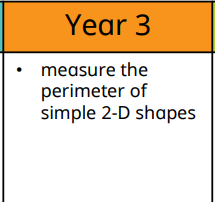 Year 3
• measure the
perimeter of
simple 2-D shapes